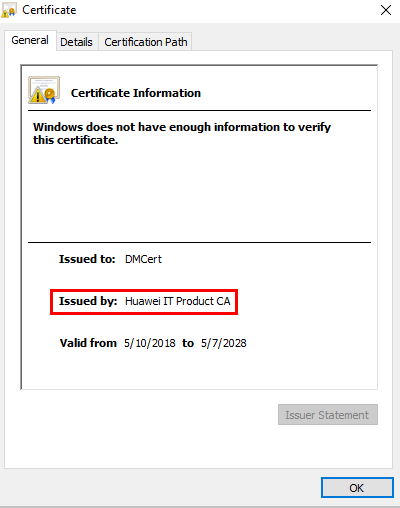 Certificate
General
Details
Certification Path
Certificate Information
Windows does not have enough information to verify
this certificate.
Issued to: DMCert
Issued by: Huawei IT Product CA
Valid from 5/10/2018 to 5/7/2028
Issuer Statement
OK